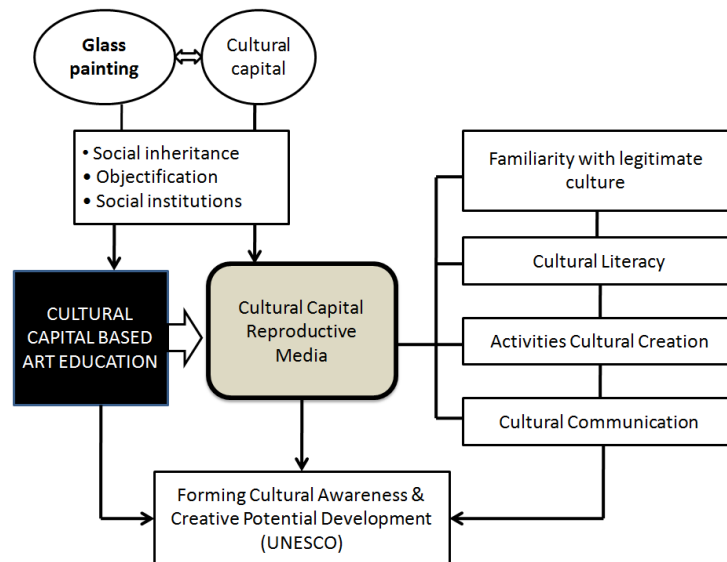 Glass
painting
Cultural
capital
• Social inheritance
• Objectification
• Social institutions
Familiarity with legitimate
culture
Cultural Literacy
Activities Cultural Creation
Cultural Communication
CULTURAL
CAPITAL BASED
ART EDUCATION
Cultural Capital
Reproductive
Media
Forming Cultural Awareness &
Creative Potential Development
(UNESCO)